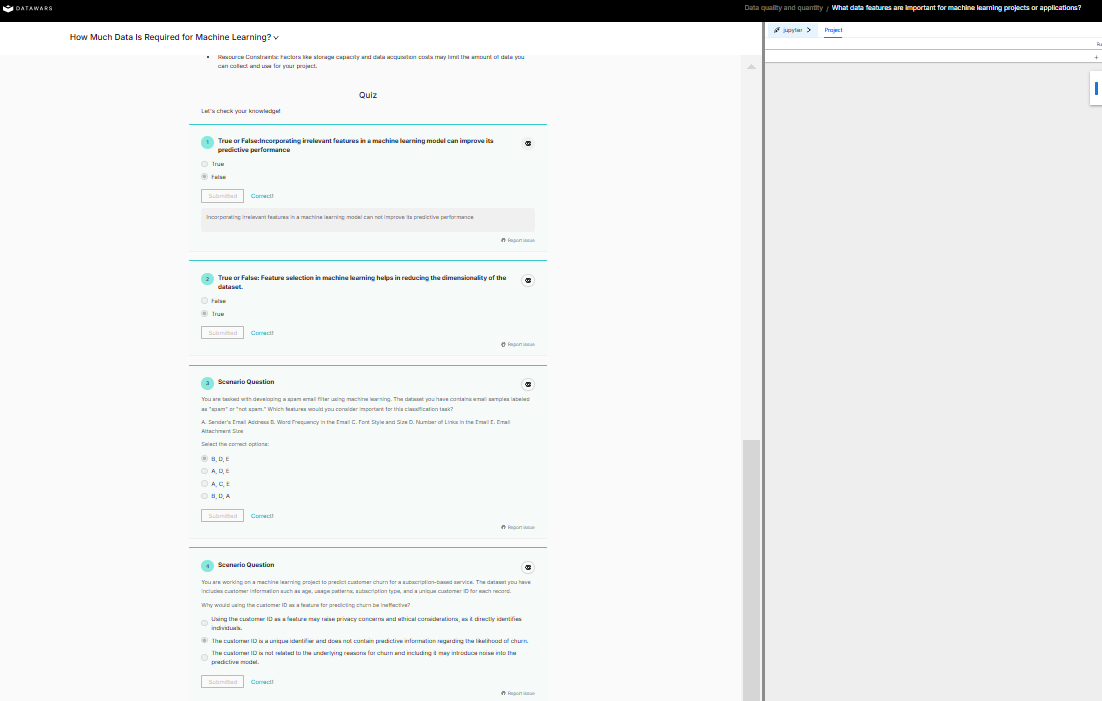 DATAWARS
Data quality and quantity / What data features are important for machine learning projects or applications?
How Much Data Is Required for Machine Learning?
jupyter
Project
Resource Constraints: Factors like storage capacity and data acquisition costs may limit the amount of data you
can collect and use for your project.
Quiz
Let's check your knowledge!
1
True or False:Incorporating irrelevant features in a machine learning model can improve its
predictive performance
True
False
Submitted
Correct!
Incorporating irrelevant features in a machine learning model can not improve its predictive performance
Report issue
2
True or False: Feature selection in machine learning helps in reducing the dimensionality of the
dataset.
False
True
Submitted
Correct!
Report issue
3
Scenario Question
You are tasked with developing a spam email filter using machine learning. The dataset you have contains email samples labeled
as "spam" or "not spam." Which features would you consider important for this classification task?
A. Sender's Email Address B. Word Frequency in the Email C. Font Style and Size D. Number of Links in the Email E. Email
Attachment Size
Select the correct options:
B, D, E
A, D, E
A, C, E
B, D, A
Submitted
Correct!
Report issue
4
Scenario Question
You are working on a machine learning project to predict customer churn for a subscription-based service. The dataset you have
includes customer information such as age, usage patterns, subscription type, and a unique customer ID for each record.
Why would using the customer ID as a feature for predicting churn be ineffective?
Using the customer ID as a feature may raise privacy concerns and ethical considerations, as it directly identifies
individuals.
The customer ID is a unique identifier and does not contain predictive information regarding the likelihood of churn.
The customer ID is not related to the underlying reasons for churn and including it may introduce noise into the
predictive model.
Submitted
Correct!
Report issue